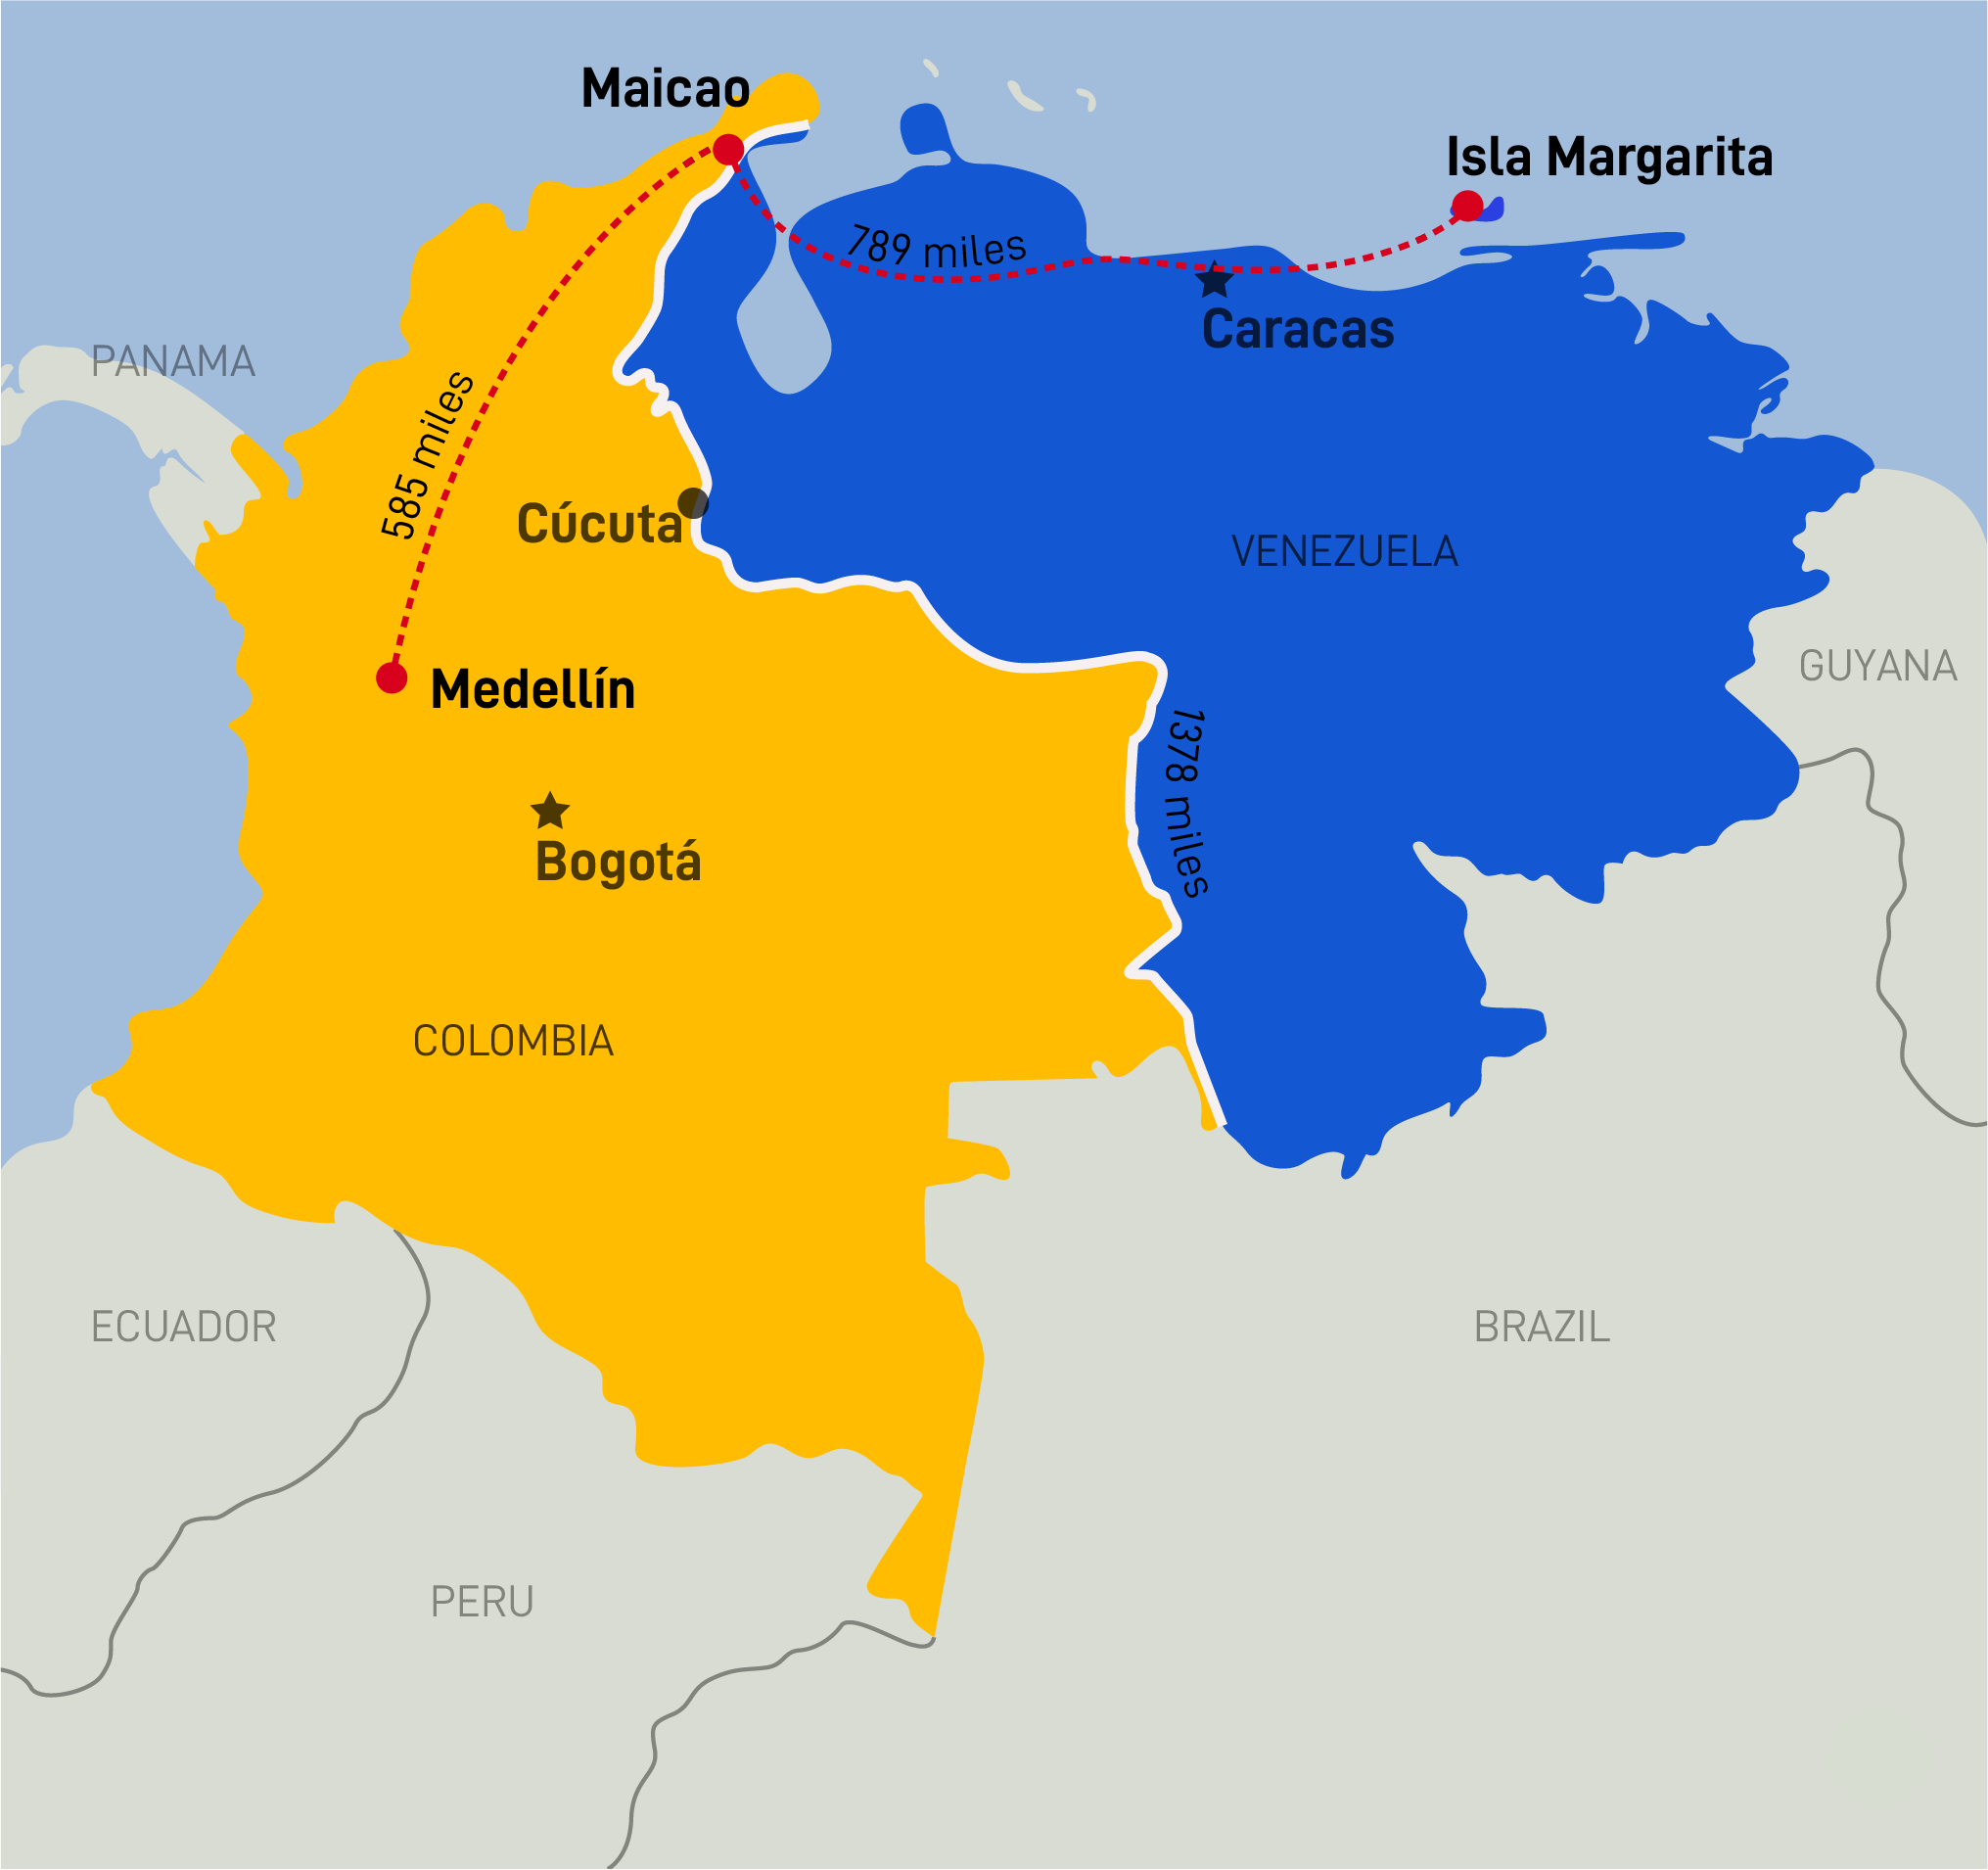 Maicao
Isla Margarita
789 miles
Caracas
PANAMA
585 miles
Cúcuta
VENEZUELA
GUYANA
Medellín
1378 miles
Bogotá
COLOMBIA
ECUADOR
BRAZIL
PERU